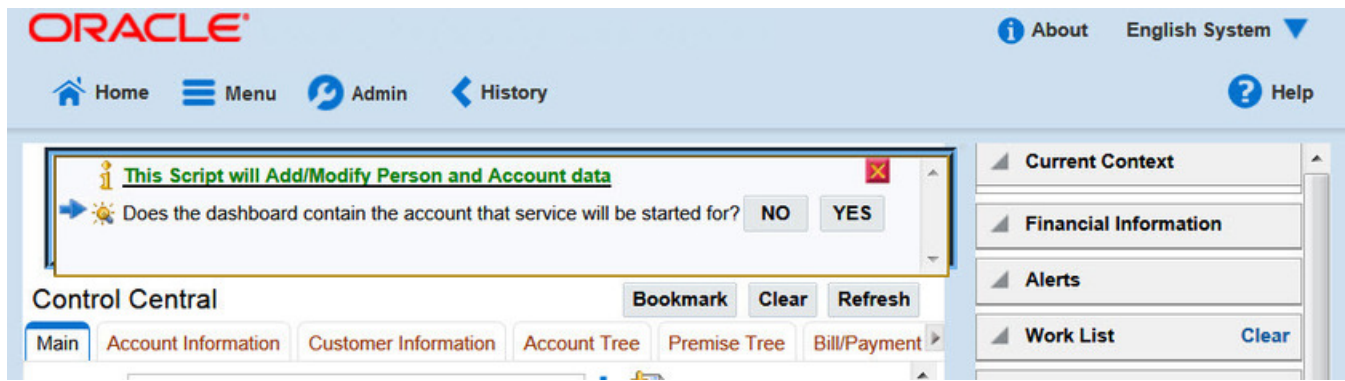 ORACLE
About English System
Home Menu Admin History Help
This Script will Add/Modify Person and Account data
Does the dashboard contain the account that service will be started for? NO YES
Control Central
Bookmark Clear Refresh
Main Account Information Customer Information Account Tree Premise Tree Bill/Payment
Current Context
Financial Information
Alerts
Work List Clear